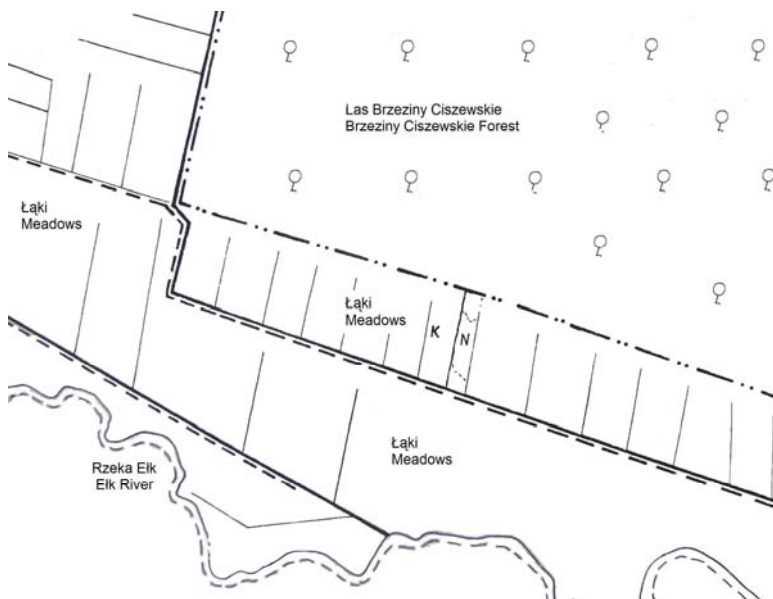 Las Brzeziny Ciszewskie
Brzeziny Ciszewskie Forest
Łąki
Meadows
Łąki
Meadows
K
N
Łąki
Meadows
Rzeka Ełk
Ełk River